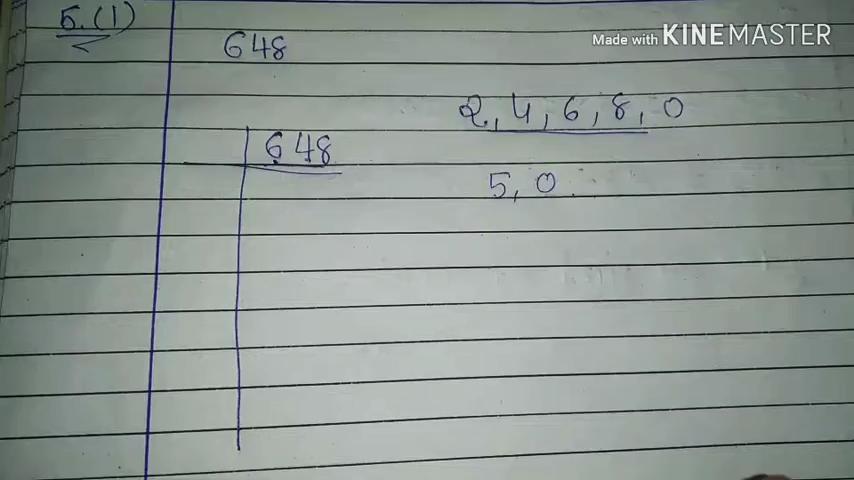 5.(1)
Made with KINEMASTER
648
2, 4, 6, 8, 0
648
5, 0